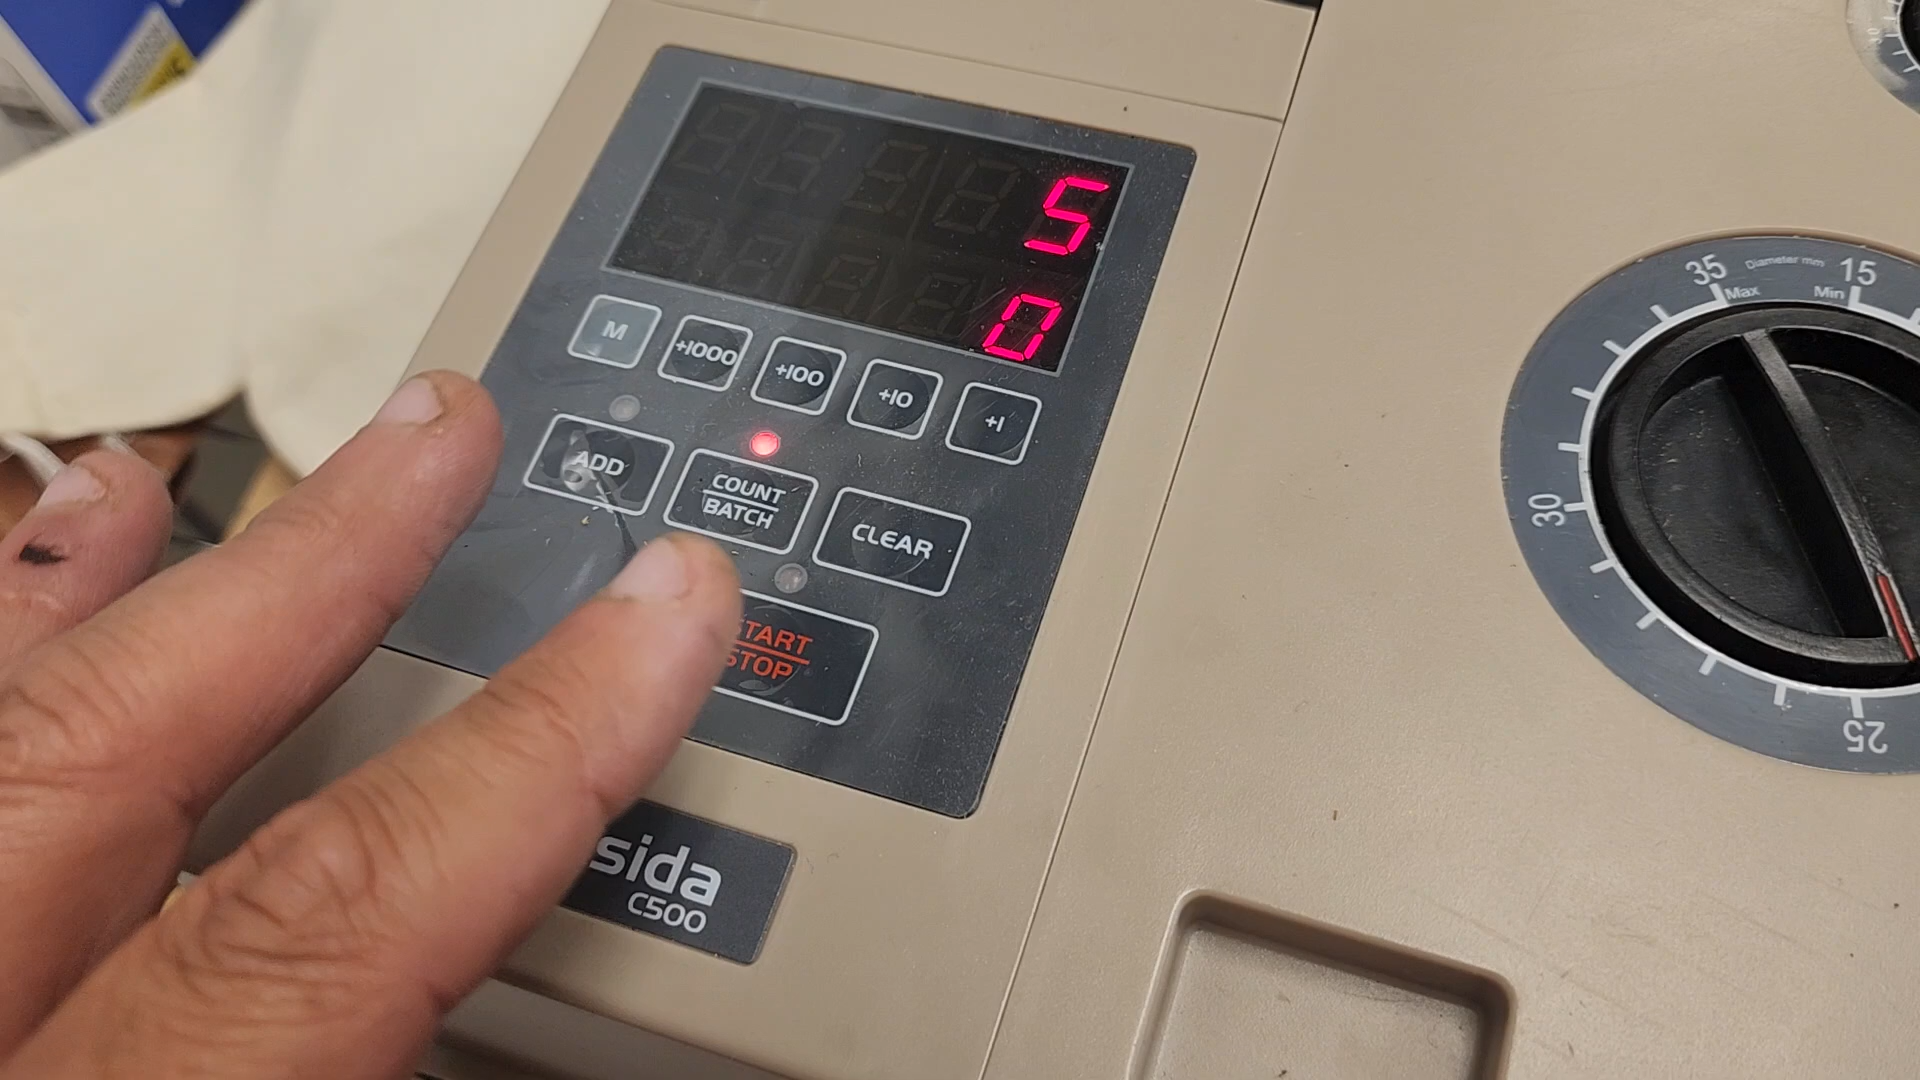 5
0
M +1000 +100 +10 +1
ADD COUNT BATCH CLEAR
START
STOP
sida
C500
35 Diameter mm 15
Max Min
30
25